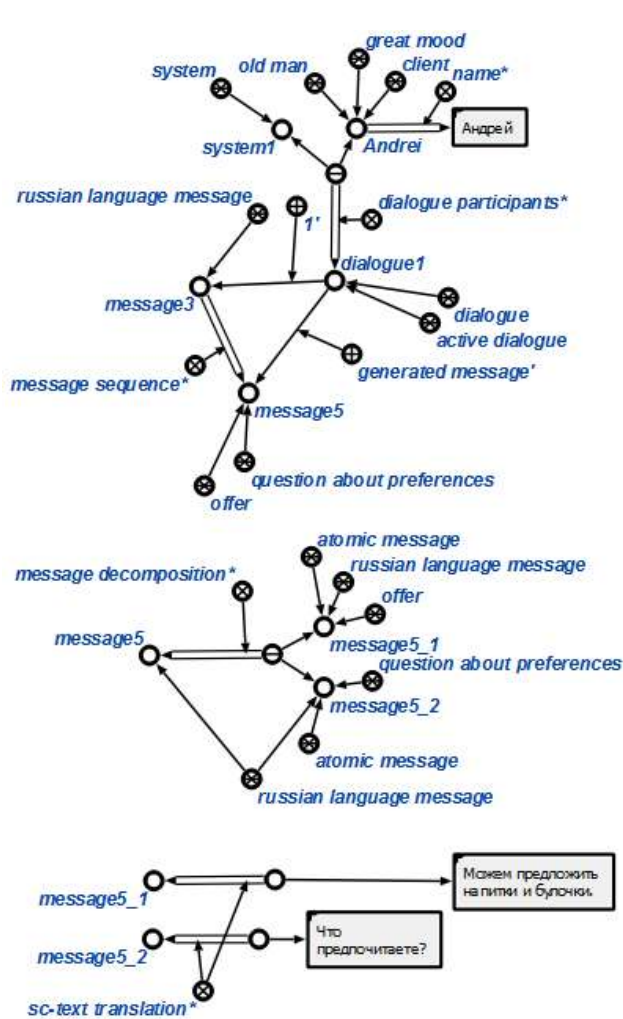 great mood
system
old man
client
name*
Андрей
system1
Andrei
russian language message
1'
dialogue participants*
dialogue1
message3
dialogue
active dialogue
message sequence*
generated message'
message5
question about preferences
offer
atomic message
message decomposition*
russian language message
offer
message5
message5_1
question about preferences
message5_2
atomic message
russian language message
Можем предложить
напитки и булочки.
message5_1
Что
предпочитаете?
message5_2
sc-text translation*